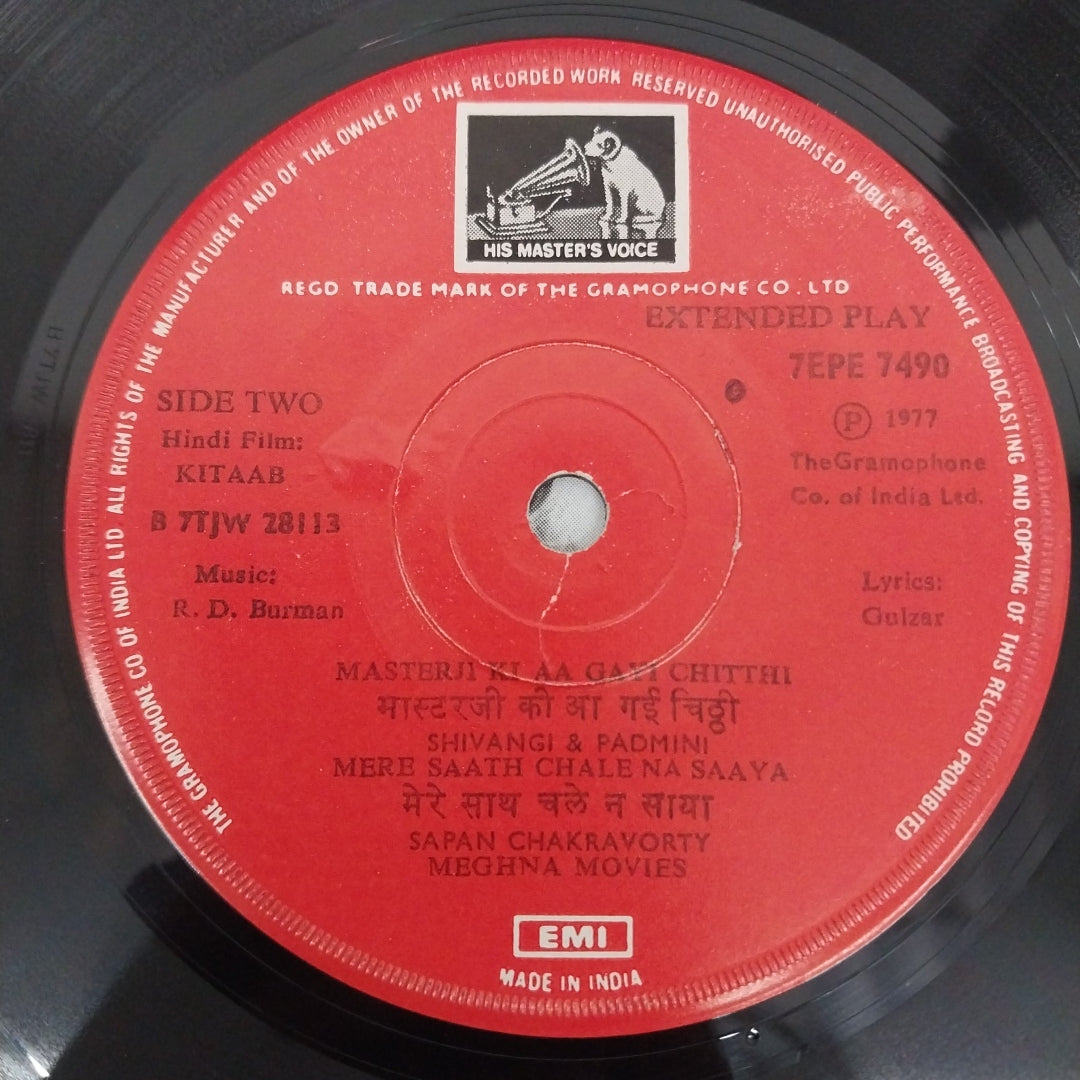 THE GRAMOPHONE CO OF INDIA LTD ALL RIGHTS OF THE MANUFACTURER AND OF THE OWNER OF THE RECORDED WORK RESERVED UNAUTHORISED PUBLIC PERFORMANCE BROADCASTING AND COPYING OF THIS RECORD PROHIBITED
HIS MASTER'S VOICE
REGD TRADE MARK OF THE GRAMOPHONE CO. LTD
EXTENDED PLAY
7EPE 7490
SIDE TWO
Hindi Film:
KITAAB
B 7TJW 28113
Ⓟ 1977
The Gramophone
Co. of India Ltd.
Music:
R. D. Burman
Lyrics:
Gulzar
MASTERJI KI AA GAYI CHITTHI
मास्टरजी की आ गई चिठ्ठी
SHIVANGI & PADMINI
MERE SAATH CHALE NA SAAYA
मेरे साथ चले न साया
SAPAN CHAKRAVORTY
MEGHNA MOVIES
EMI
MADE IN INDIA